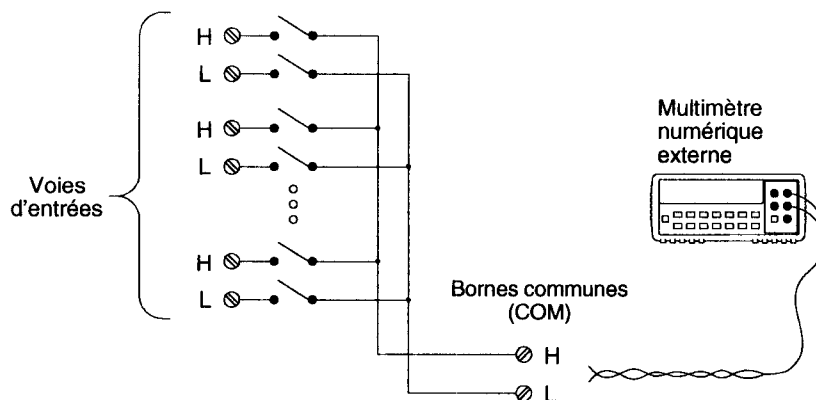 H
L
H
L
Voies
d'entrées
H
L
Multimètre
numérique
externe
Bornes communes
(COM)
H
L